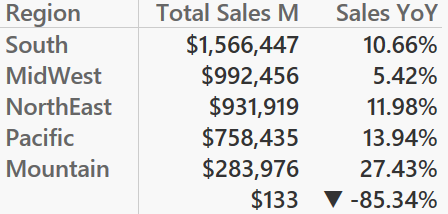 Region Total Sales M Sales YoY
South $1,566,447 10.66%
MidWest $992,456 5.42%
NorthEast $931,919 11.98%
Pacific $758,435 13.94%
Mountain $283,976 27.43%
$133 ▼ -85.34%